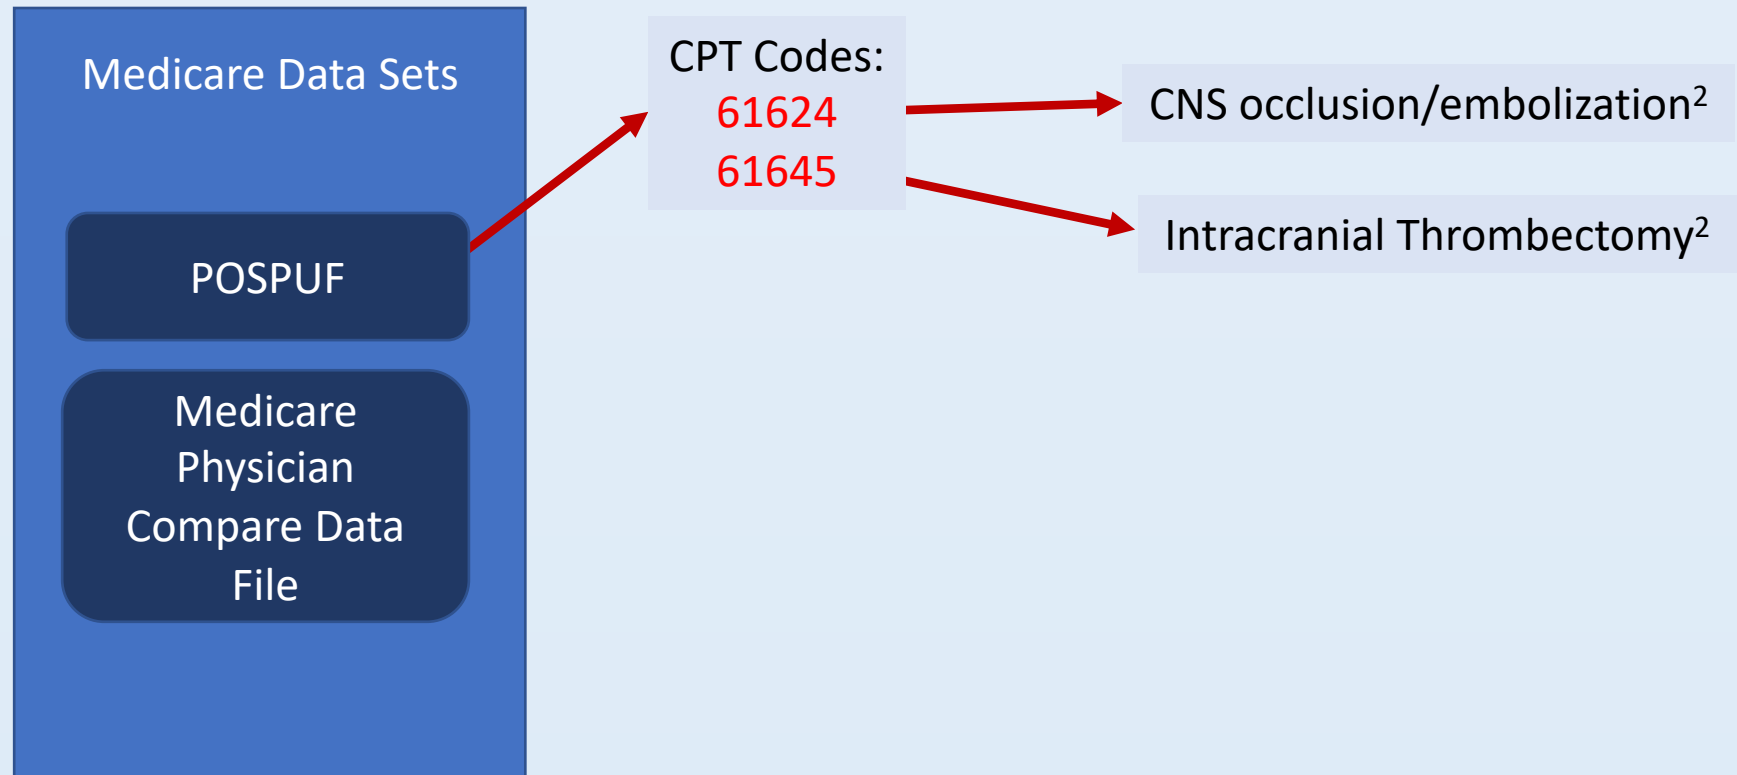 Medicare Data Sets
POSPUF
Medicare
Physician
Compare Data
File
CPT Codes:
61624
61645
CNS occlusion/embolization²
Intracranial Thrombectomy²